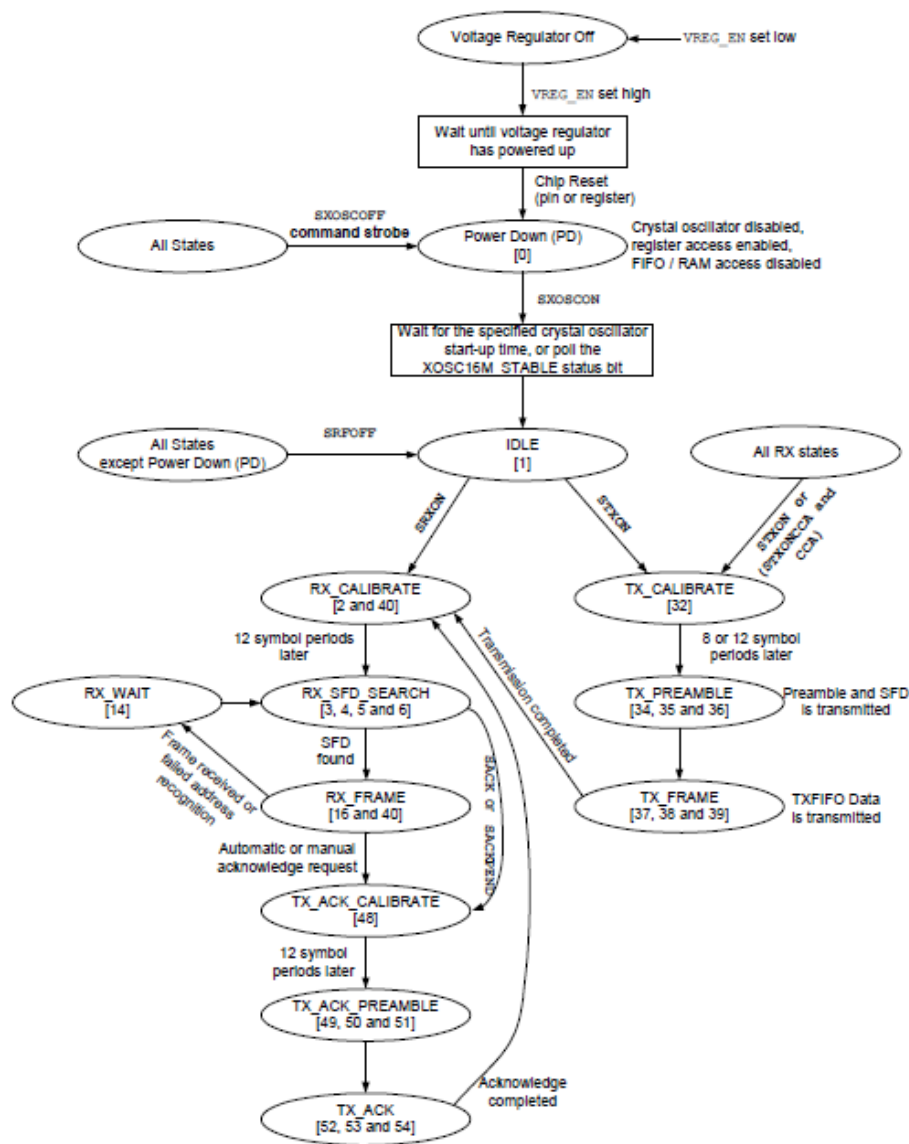 Voltage Regulator Off
VREG_EN set low
VREG_EN set high
Wait until voltage regulator
has powered up
Chip Reset
(pin or register)
SXOSCOFF
command strobe
All States
Power Down (PD)
[0]
Crystal oscillator disabled,
register access enabled,
FIFO / RAM access disabled
SXOSCON
Wait for the specified crystal oscillator
start-up time, or poll the
XOSC16M_STABLE status bit
All States
except Power Down (PD)
SRFOFF
IDLE
[1]
All RX states
SRXON
STXON
STXON or
(STXONCCA and
CCA)
RX_CALIBRATE
[2 and 40]
TX_CALIBRATE
[32]
12 symbol periods
later
8 or 12 symbol
periods later
Transmission completed
RX_WAIT
[14]
RX_SFD_SEARCH
[3, 4, 5 and 6]
TX_PREAMBLE
[34, 35 and 36]
Preamble and SFD
is transmitted
Frame received or
failed address
recognition
SFD
found
SACK or SACKPEND
RX_FRAME
[16 and 40]
TX_FRAME
[37, 38 and 39]
TXFIFO Data
is transmitted
Automatic or manual
acknowledge request
TX_ACK_CALIBRATE
[48]
12 symbol
periods later
TX_ACK_PREAMBLE
[49, 50 and 51]
Acknowledge
completed
TX_ACK
[52, 53 and 54]